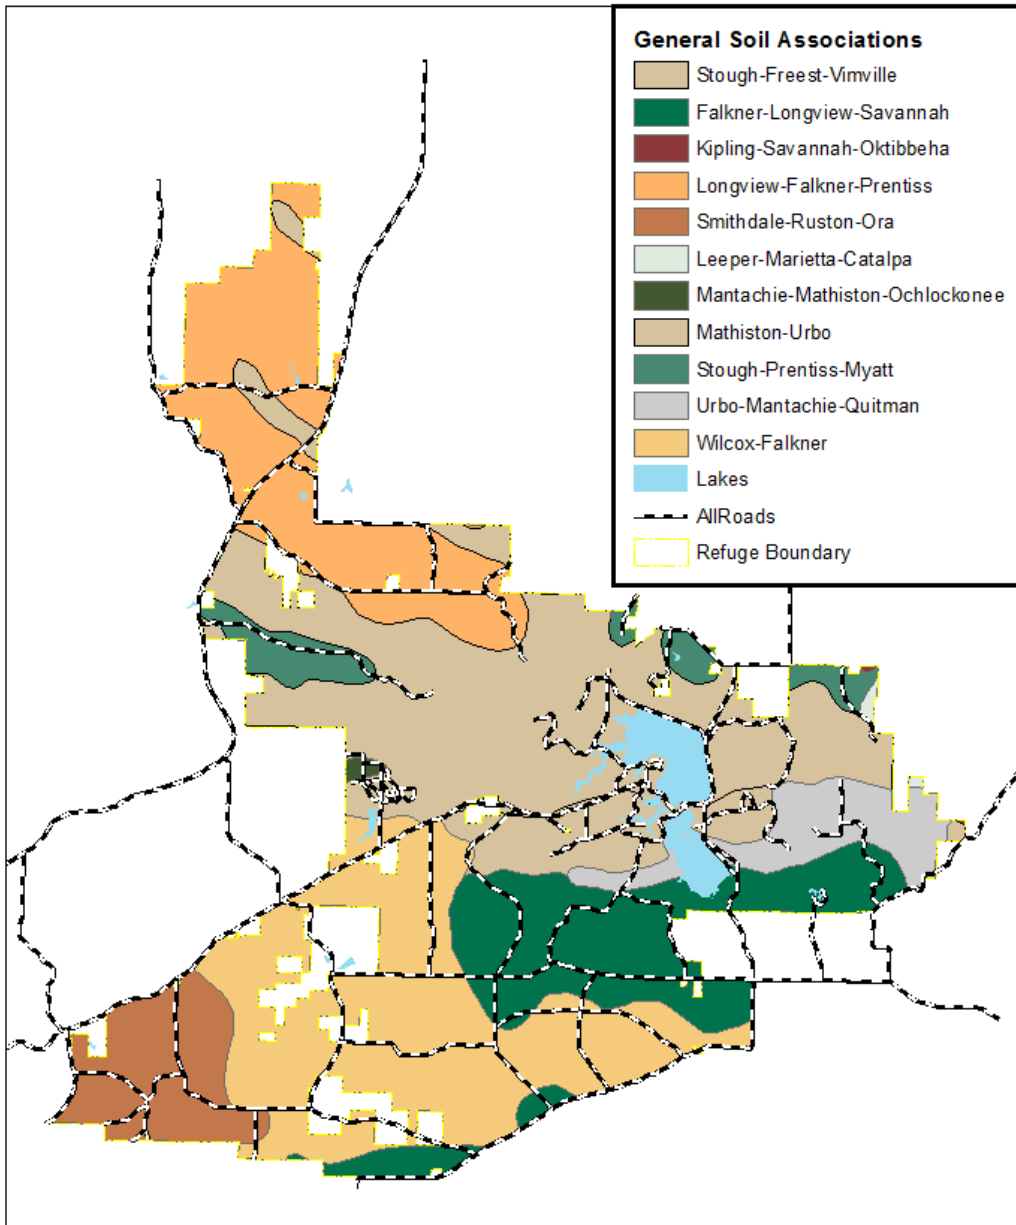 General Soil Associations
Stough-Freest-Vimville
Falkner-Longview-Savannah
Kipling-Savannah-Oktibbeha
Longview-Falkner-Prentiss
Smithdale-Ruston-Ora
Leeper-Marietta-Catalpa
Mantachie-Mathiston-Ochlockonee
Mathiston-Urbo
Stough-Prentiss-Myatt
Urbo-Mantachie-Quitman
Wilcox-Falkner
Lakes
AllRoads
Refuge Boundary